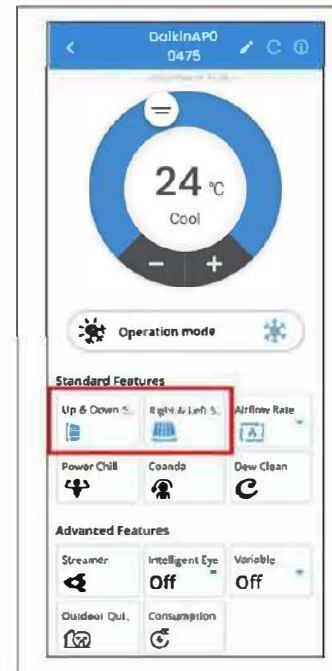 DaikinAP0
0475
24 °C
Cool
Operation mode
Standard Features
Up & Down S..
Right & Left S..
Airflow Rate
A
Power Chill
Coanda
Dew Clean
Advanced Features
Streamer
Intelligent Eye
Off
Variable
Off
Outdoor Qui..
Consumption